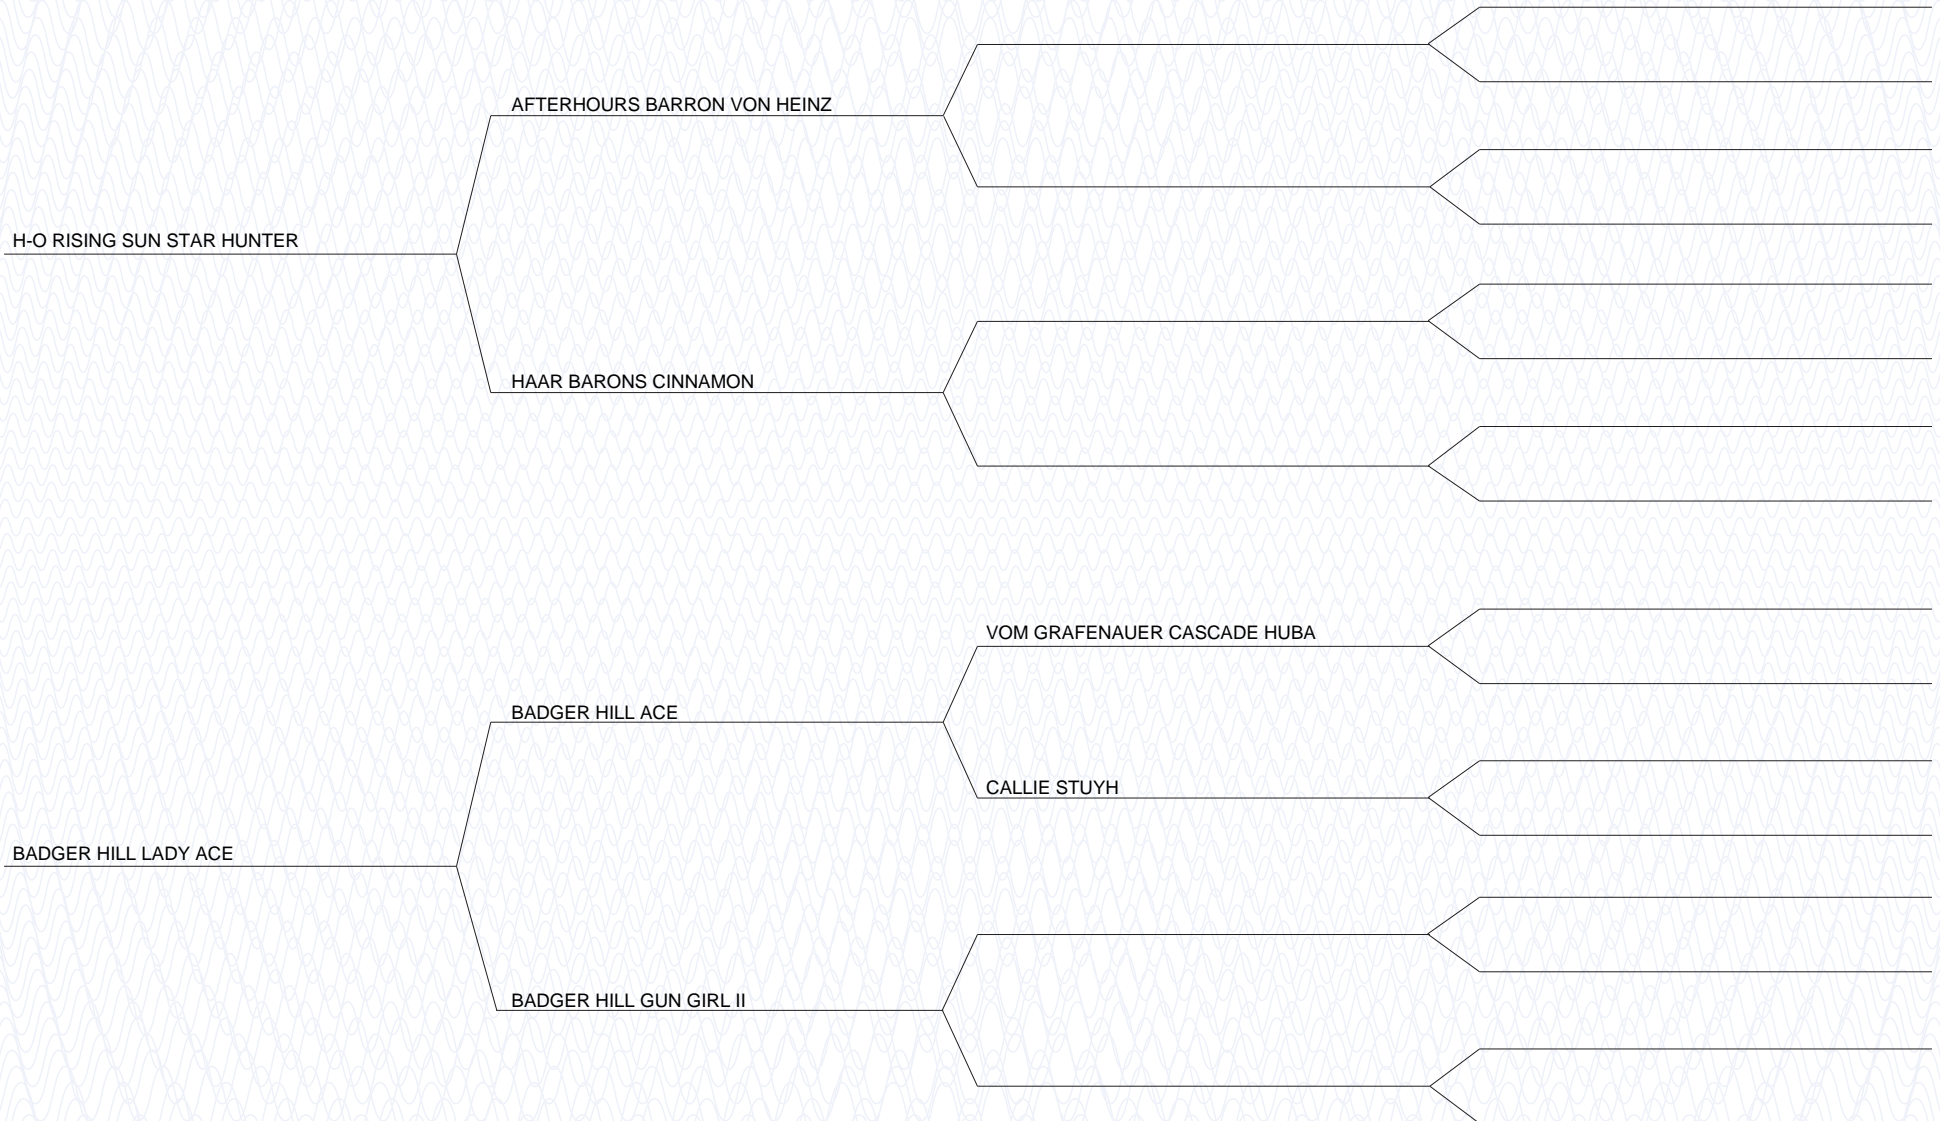 AFTERHOURS BARRON VON HEINZ
H-O RISING SUN STAR HUNTER
HAAR BARONS CINNAMON
VOM GRAFENAUER CASCADE HUBA
BADGER HILL ACE
CALLIE STUYH
BADGER HILL LADY ACE
BADGER HILL GUN GIRL II